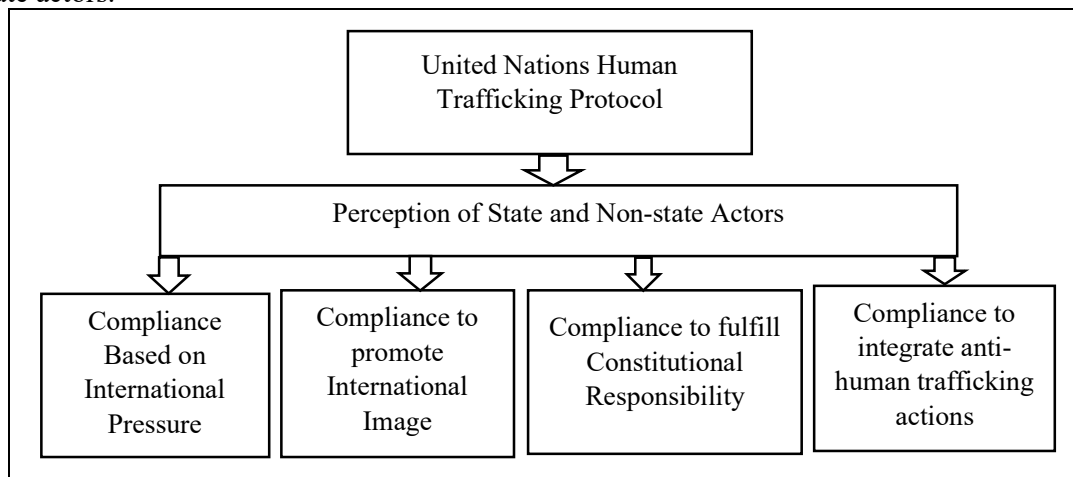 United Nations Human
Trafficking Protocol
Perception of State and Non-state Actors
Compliance
Based on
International
Pressure
Compliance to
promote
International
Image
Compliance to fulfill
Constitutional
Responsibility
Compliance to
integrate anti-
human trafficking
actions